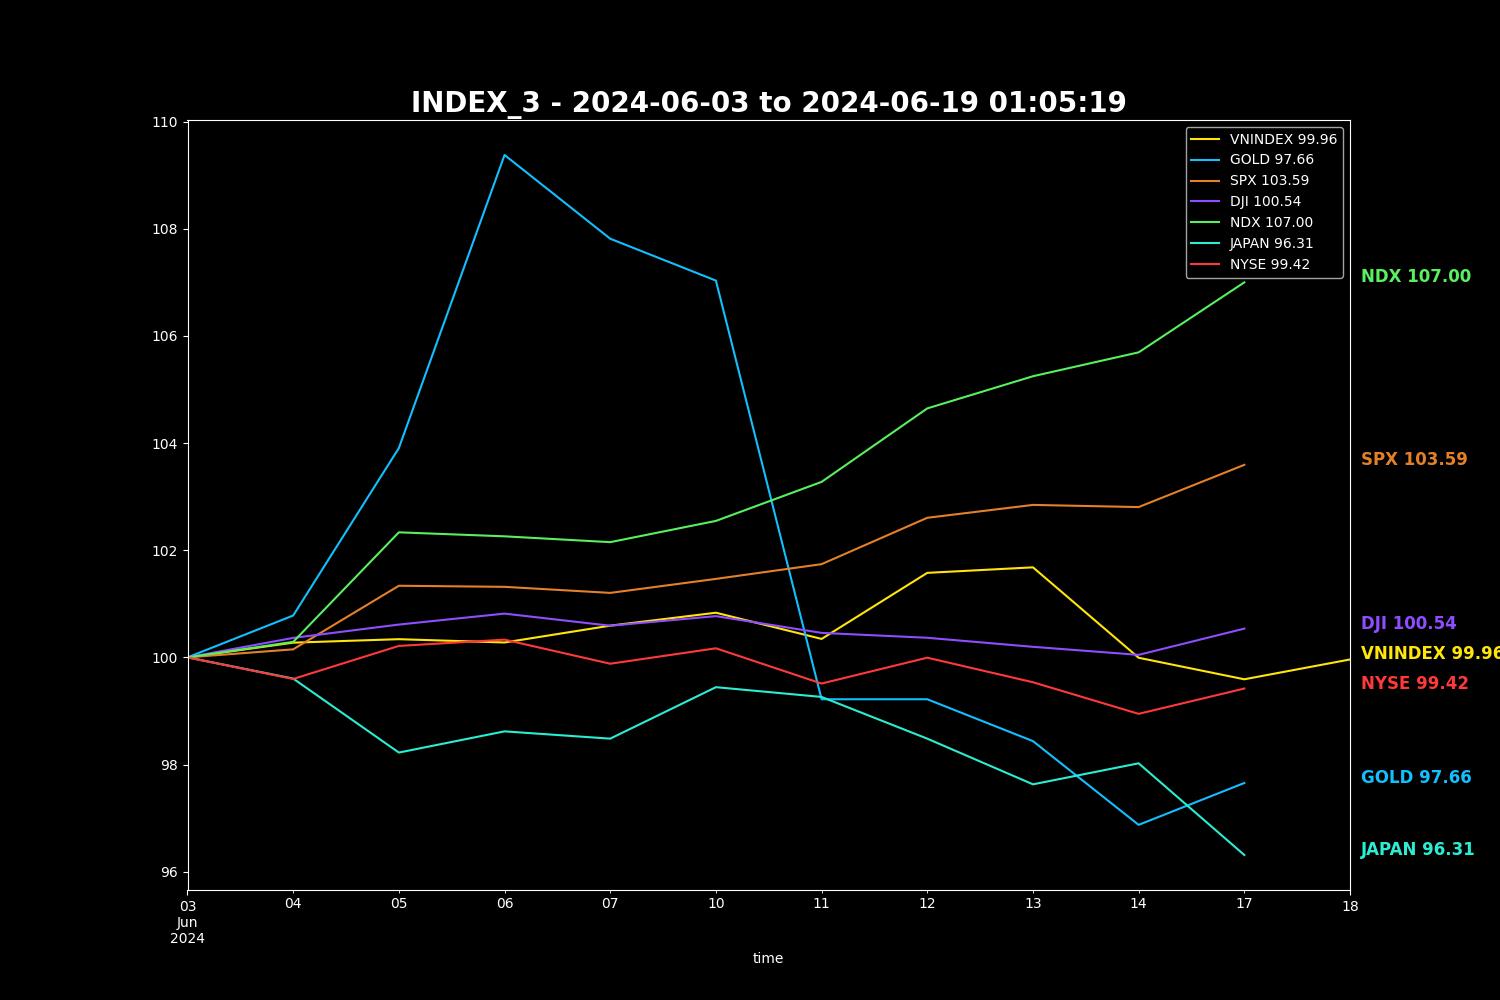 INDEX_3 - 2024-06-03 to 2024-06-19 01:05:19
110
108
106
104
102
100
98
96
VNINDEX 99.96
GOLD 97.66
SPX 103.59
DJI 100.54
NDX 107.00
JAPAN 96.31
NYSE 99.42
NDX 107.00
SPX 103.59
DJI 100.54
VNINDEX 99.96
NYSE 99.42
GOLD 97.66
JAPAN 96.31
03 04 05 06 07 10 11 12 13 14 17 18
Jun
2024
time